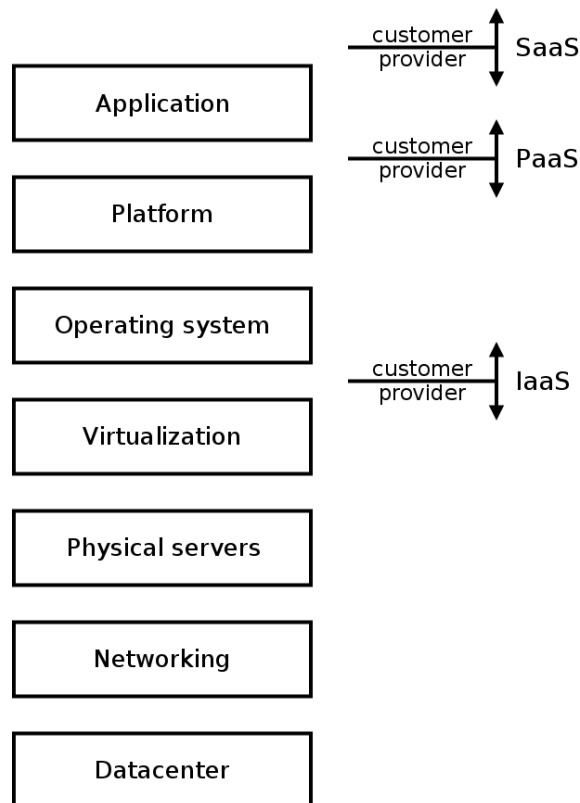 customer
provider
SaaS
Application
customer
provider
PaaS
Platform
Operating system
customer
provider
IaaS
Virtualization
Physical servers
Networking
Datacenter